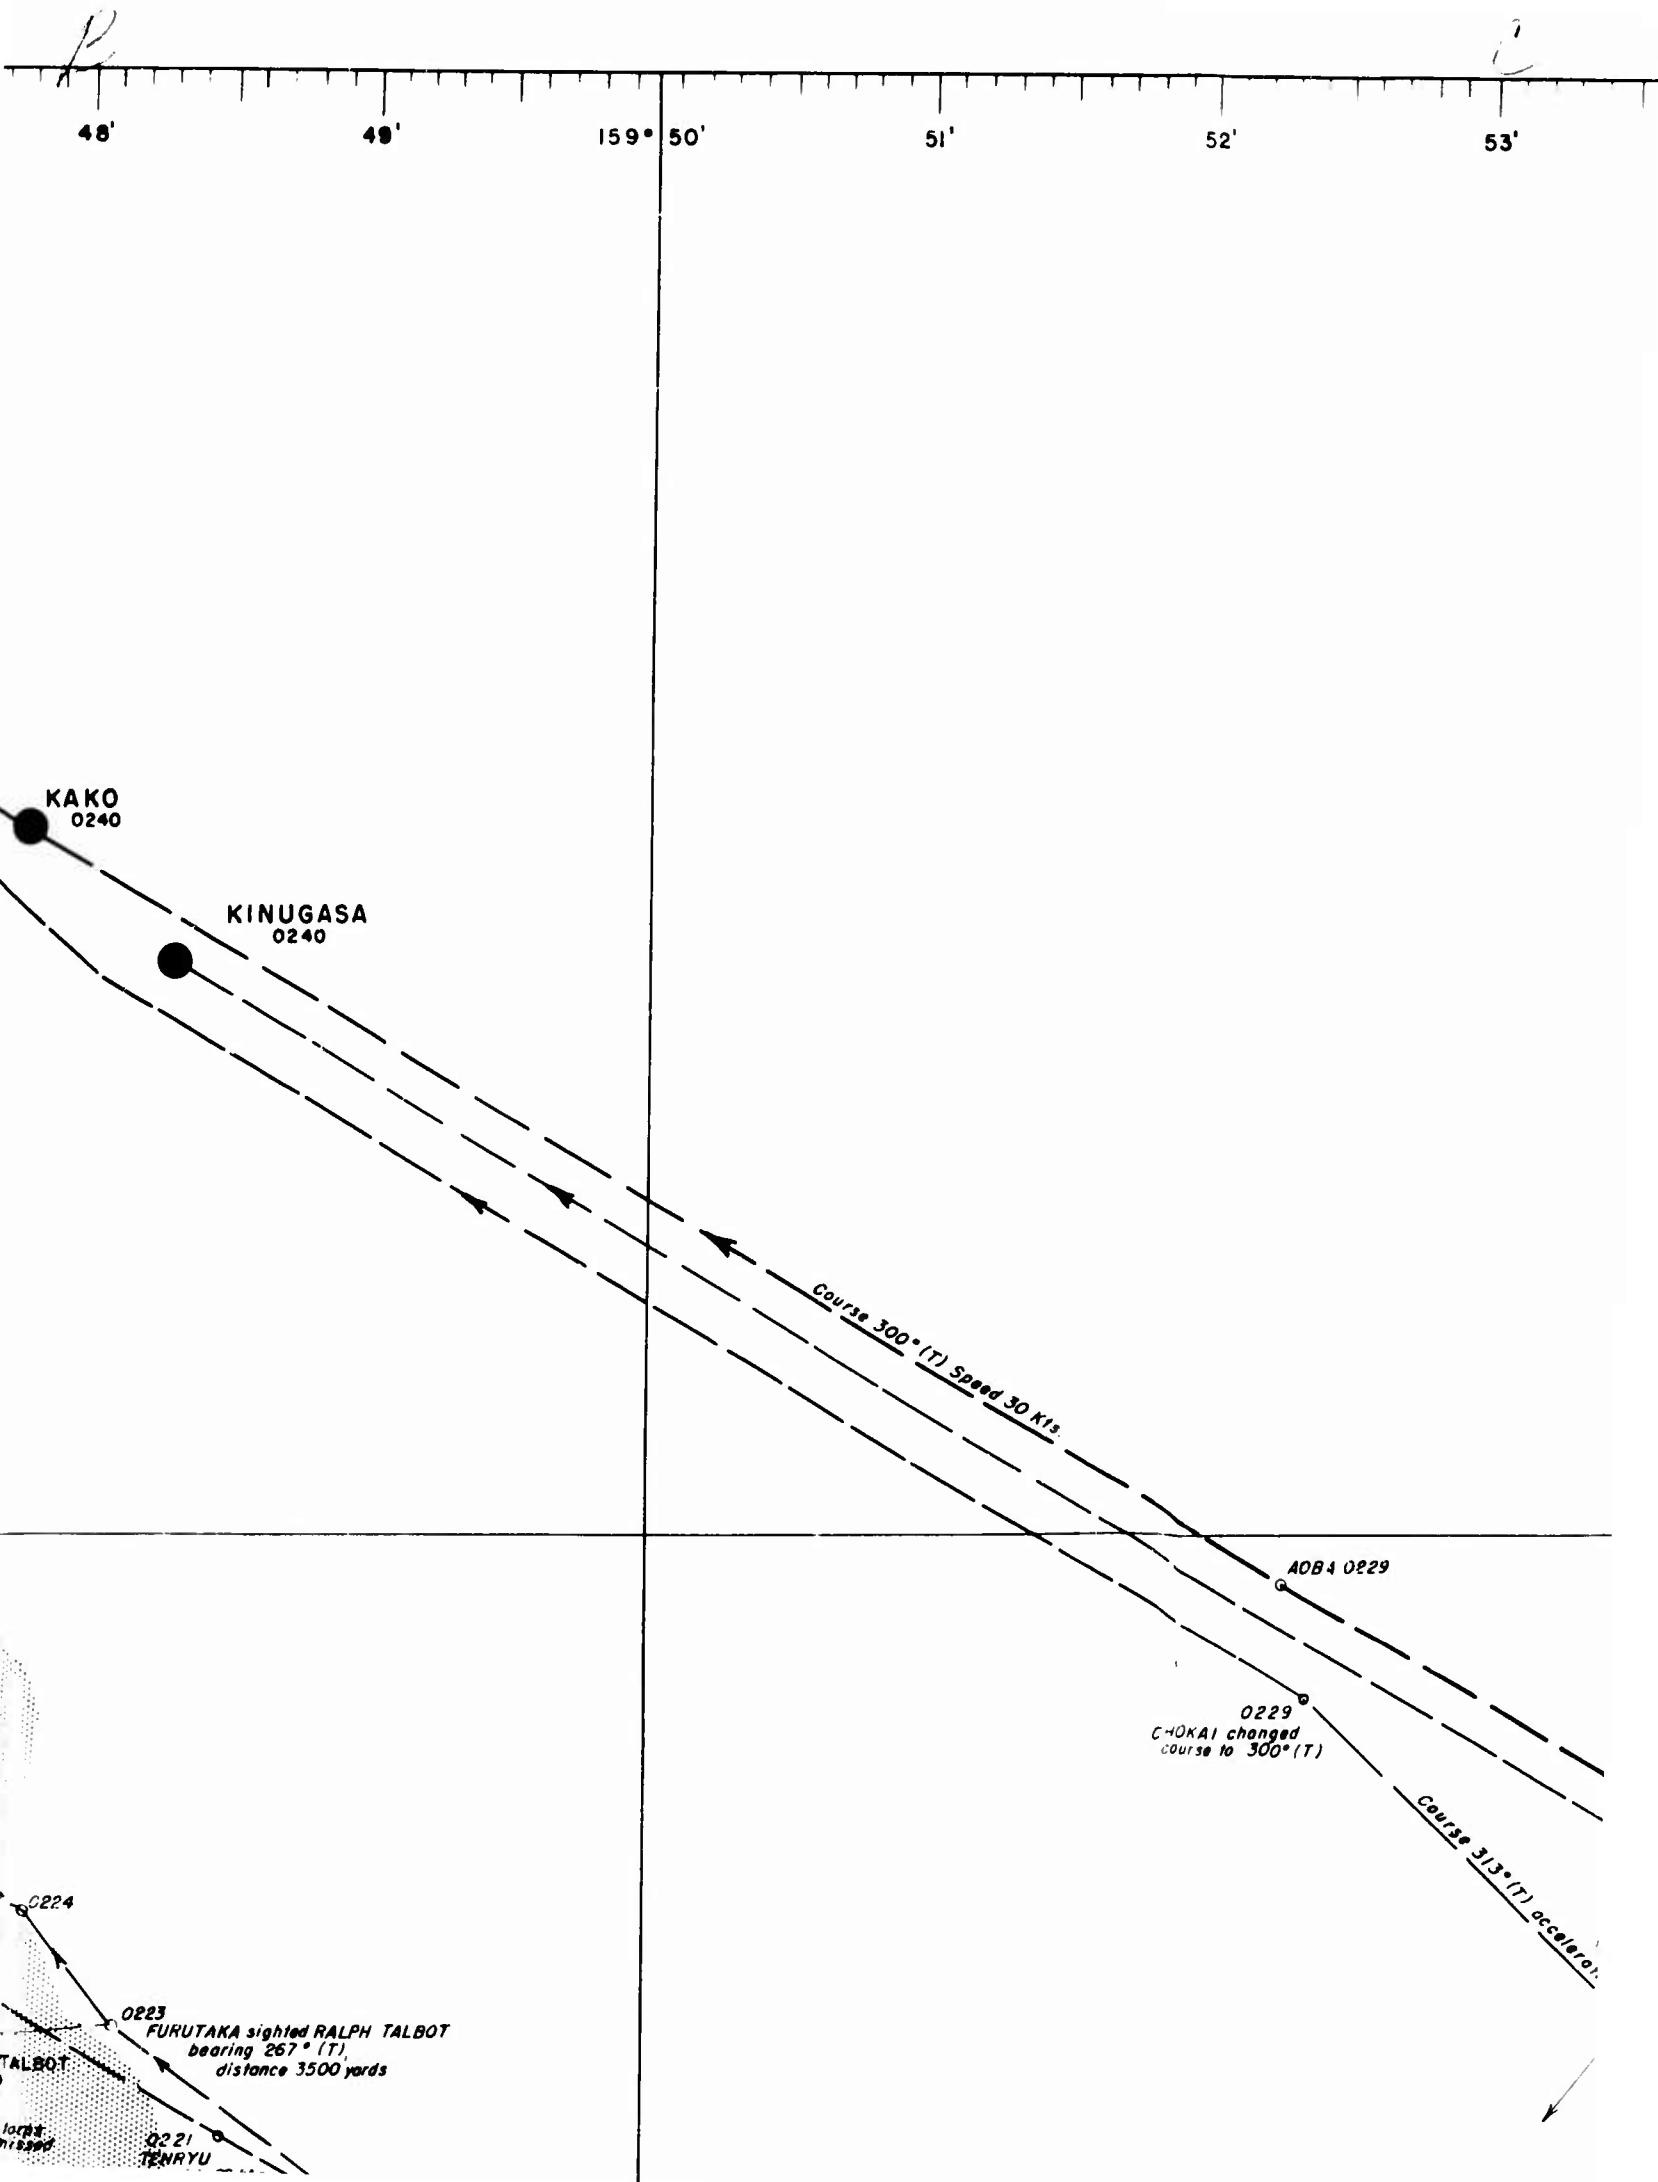 B C
48' 49' 159° 50' 51' 52' 53'
KAKO
0240
KINUGASA
0240
Course 300° (T) Speed 30 Kts.
AOBA 0229
0229
CHOKAI changed
course to 300° (T)
Course 313° (T) accelerat
0224
0223
FURUTAKA sighted RALPH TALBOT
bearing 267° (T),
distance 3500 yards
TALBOT
missed
0221
TENRYU